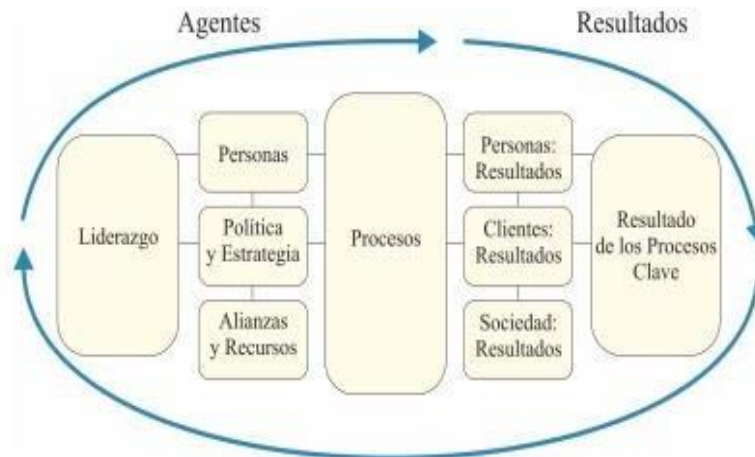 Agentes
Resultados
Liderazgo
Personas
Política
y Estrategia
Alianzas
y Recursos
Procesos
Personas:
Resultados
Clientes:
Resultados
Sociedad:
Resultados
Resultado
de los Procesos
Clave